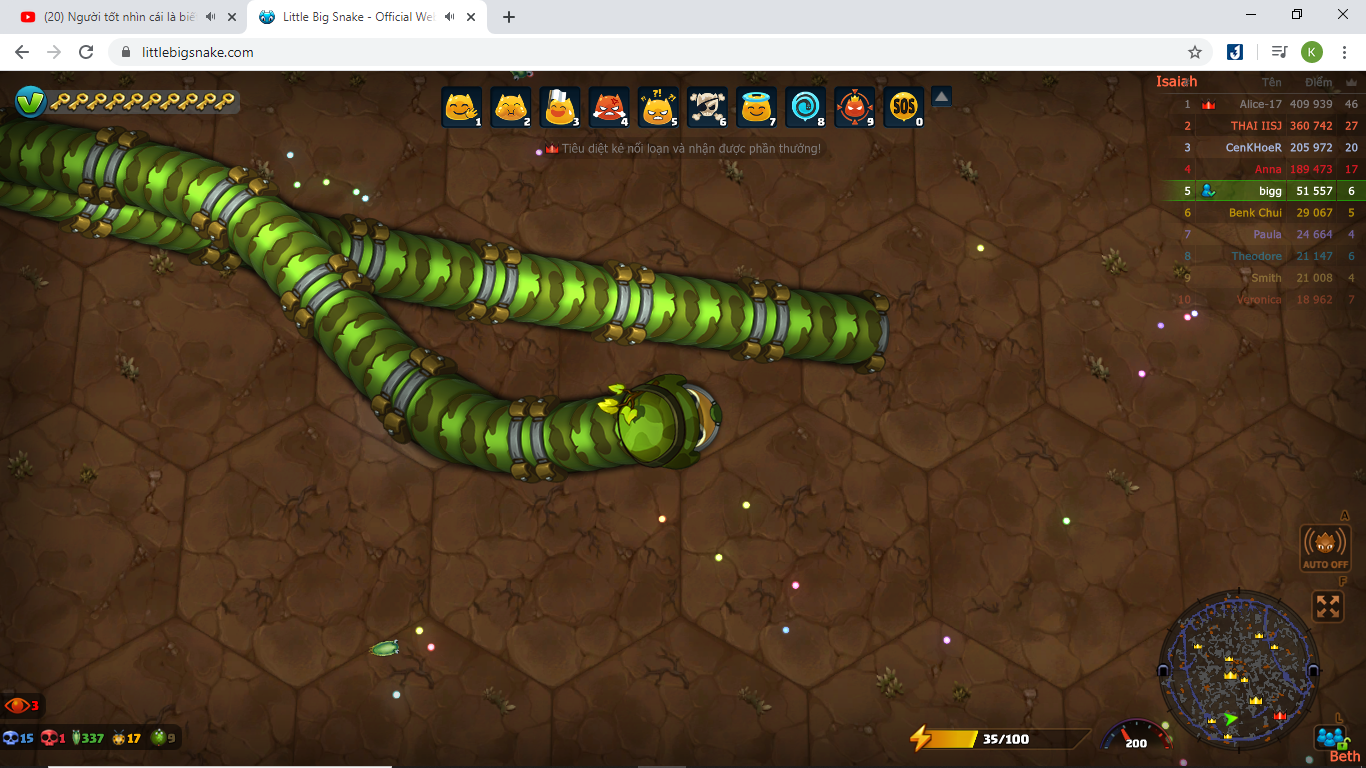 (20) Người tốt nhìn cái là biế
Little Big Snake - Official We
littlebigsnake.com
K
1 2 3 4 5 6 7 8 9 0
?!
SOS
Tiêu diệt kẻ nổi loạn và nhận được phần thưởng!
Isaiah
Tên Điểm
1 Alice-17 409 939 46
2 THAI IISJ 360 742 27
3 CenKHoeR 205 972 20
4 Anna 189 473 17
5 bigg 51 557 6
6 Benk Chui 29 067 5
7 Paula 24 664 4
8 Theodore 21 147 6
9 Smith 21 008 4
10 Veronica 18 962 7
A
AUTO OFF
F
L
Beth
3
15 1 337 17 9
35/100
200